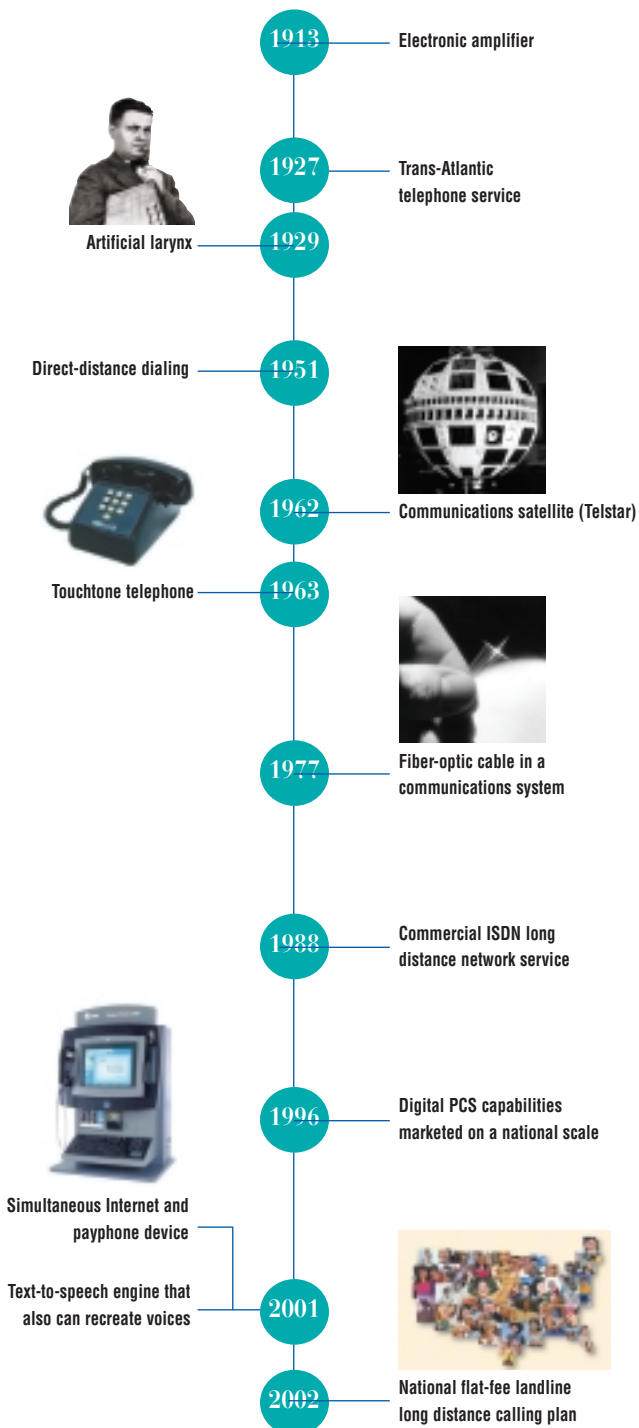 1913
Electronic amplifier
1927
Trans-Atlantic
telephone service
Artificial larynx
1929
Direct-distance dialing
1951
1962
Communications satellite (Telstar)
Touchtone telephone
1963
1977
Fiber-optic cable in a
communications system
1988
Commercial ISDN long
distance network service
1996
Digital PCS capabilities
marketed on a national scale
Simultaneous Internet and
payphone device
Text-to-speech engine that
also can recreate voices
2001
2002
National flat-fee landline
long distance calling plan